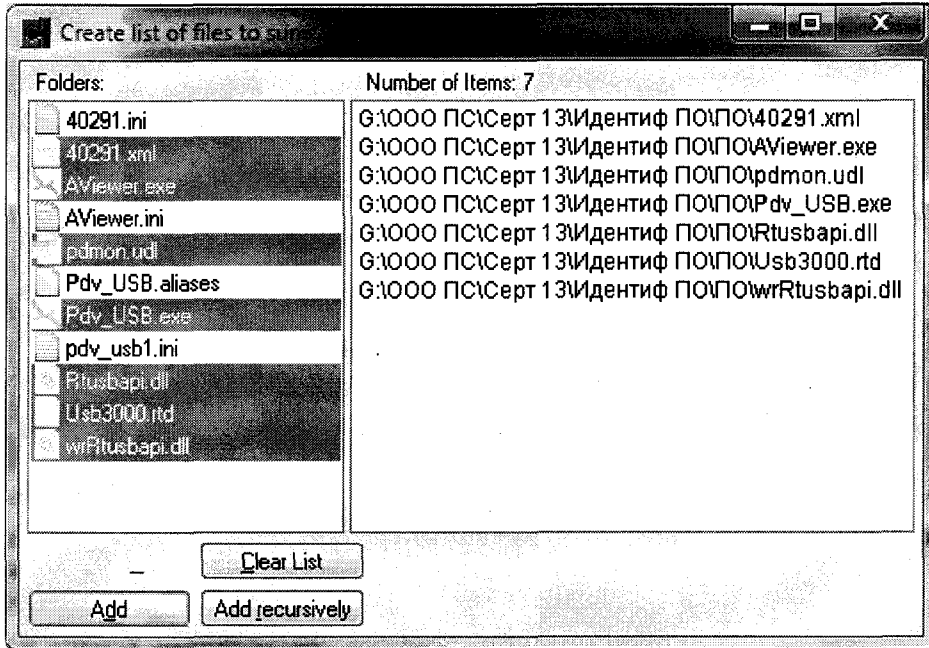 Create list of files to
Folders:
40291.ini
40291.xml
AViewer.exe
AViewer.ini
pdmon.udl
Pdv_USB.aliases
Pdv_USB.exe
pdv_usb1.ini
Rtusbapi.dll
Usb3000.rtd
wrRtusbapi.dll
Number of Items: 7
G:\ООО ПС\Серт 13\Идентиф ПО\ПО\40291.xml
G:\ООО ПС\Серт 13\Идентиф ПО\ПО\AViewer.exe
G:\ООО ПС\Серт 13\Идентиф ПО\ПО\pdmon.udl
G:\ООО ПС\Серт 13\Идентиф ПО\ПО\Pdv_USB.exe
G:\ООО ПС\Серт 13\Идентиф ПО\ПО\Rtusbapi.dll
G:\ООО ПС\Серт 13\Идентиф ПО\ПО\Usb3000.rtd
G:\ООО ПС\Серт 13\Идентиф ПО\ПО\wrRtusbapi.dll
Clear List
Add
Add recursively